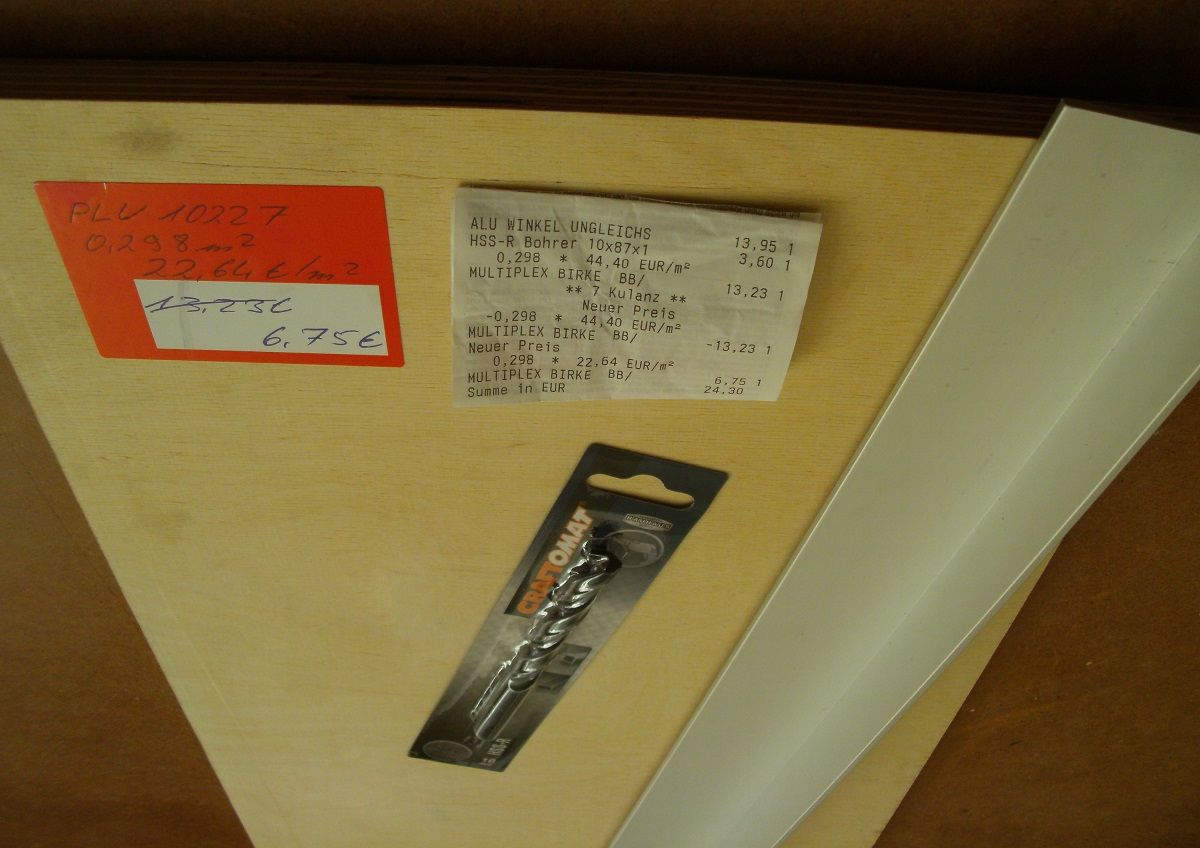 PLU 10227
0,298 m²
22,64 €/m²
13,23€
6,75€
ALU WINKEL UNGLEICHS 13,95 1
HSS-R Bohrer 10x87x1 3,60 1
0,298 * 44,40 EUR/m²
MULTIPLEX BIRKE BB/ 13,23 1
** 7 Kulanz **
Neuer Preis
-0,298 * 44,40 EUR/m²
MULTIPLEX BIRKE BB/ -13,23 1
Neuer Preis
0,298 * 22,64 EUR/m²
MULTIPLEX BIRKE BB/ 6,75 1
Summe in EUR 24,30
CRAFTOMAT
HSS-R